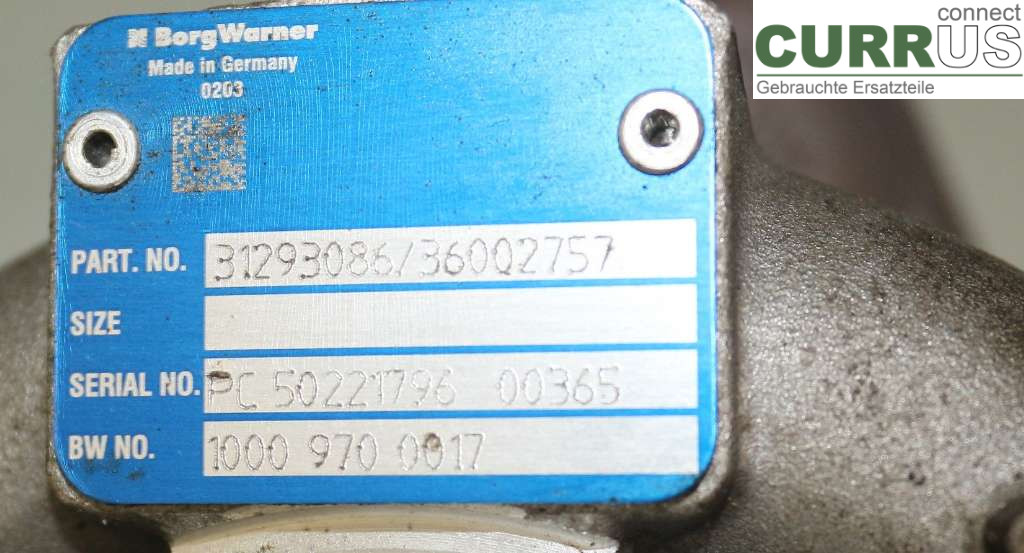 BorgWarner
Made in Germany
0203
PART. NO. 31293086/36002757
SIZE
SERIAL NO. PC 50221796 00365
BW NO. 1000 970 0017
connect
CURRUS
Gebrauchte Ersatzteile